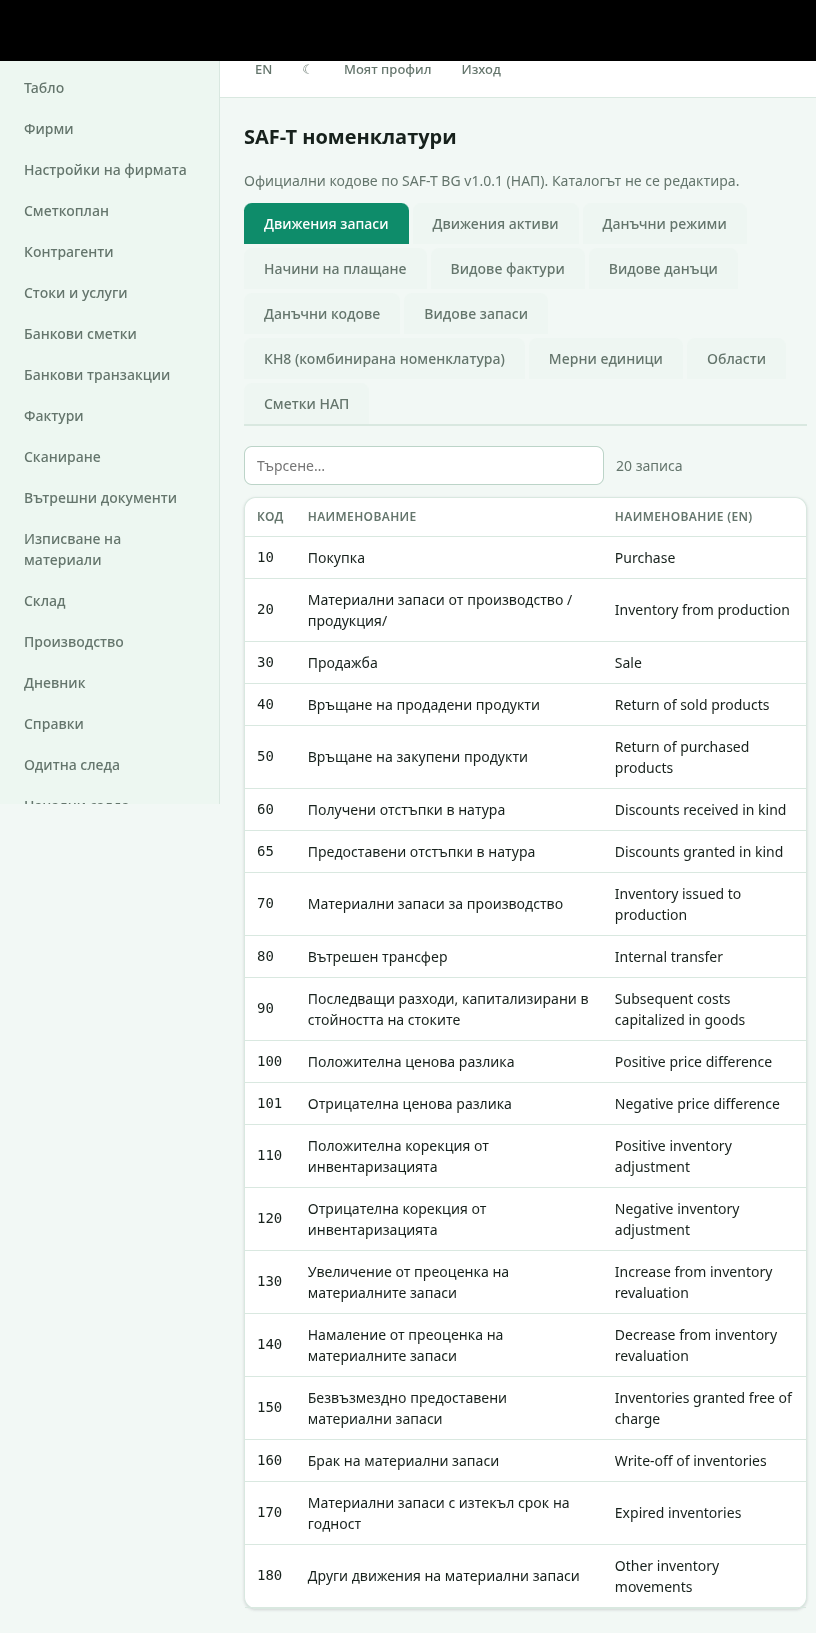 EN ☾ Моят профил Изход
Табло
Фирми
Настройки на фирмата
Сметкоплан
Контрагенти
Стоки и услуги
Банкови сметки
Банкови транзакции
Фактури
Сканиране
Вътрешни документи
Изписване на
материали
Склад
Производство
Дневник
Справки
Одитна следа
SAF-T номенклатури
Официални кодове по SAF-T BG v1.0.1 (НАП). Каталогът не се редактира.
Движения запаси Движения активи Данъчни режими
Начини на плащане Видове фактури Видове данъци
Данъчни кодове Видове запаси
КН8 (комбинирана номенклатура) Мерни единици Области
Сметки НАП
Търсене... 20 записа
КОД НАИМЕНОВАНИЕ НАИМЕНОВАНИЕ (EN)
10 Покупка Purchase
20 Материални запаси от производство / Inventory from production
продукция/
30 Продажба Sale
40 Връщане на продадени продукти Return of sold products
50 Връщане на закупени продукти Return of purchased
products
60 Получени отстъпки в натура Discounts received in kind
65 Предоставени отстъпки в натура Discounts granted in kind
70 Материални запаси за производство Inventory issued to
production
80 Вътрешен трансфер Internal transfer
90 Последващи разходи, капитализирани в Subsequent costs
стойността на стоките capitalized in goods
100 Положителна ценова разлика Positive price difference
101 Отрицателна ценова разлика Negative price difference
110 Положителна корекция от Positive inventory
инвентаризацията adjustment
120 Отрицателна корекция от Negative inventory
инвентаризацията adjustment
130 Увеличение от преоценка на Increase from inventory
материалните запаси revaluation
140 Намаление от преоценка на Decrease from inventory
материалните запаси revaluation
150 Безвъзмездно предоставени Inventories granted free of
материални запаси charge
160 Брак на материални запаси Write-off of inventories
170 Материални запаси с изтекъл срок на Expired inventories
годност
180 Други движения на материални запаси Other inventory
movements